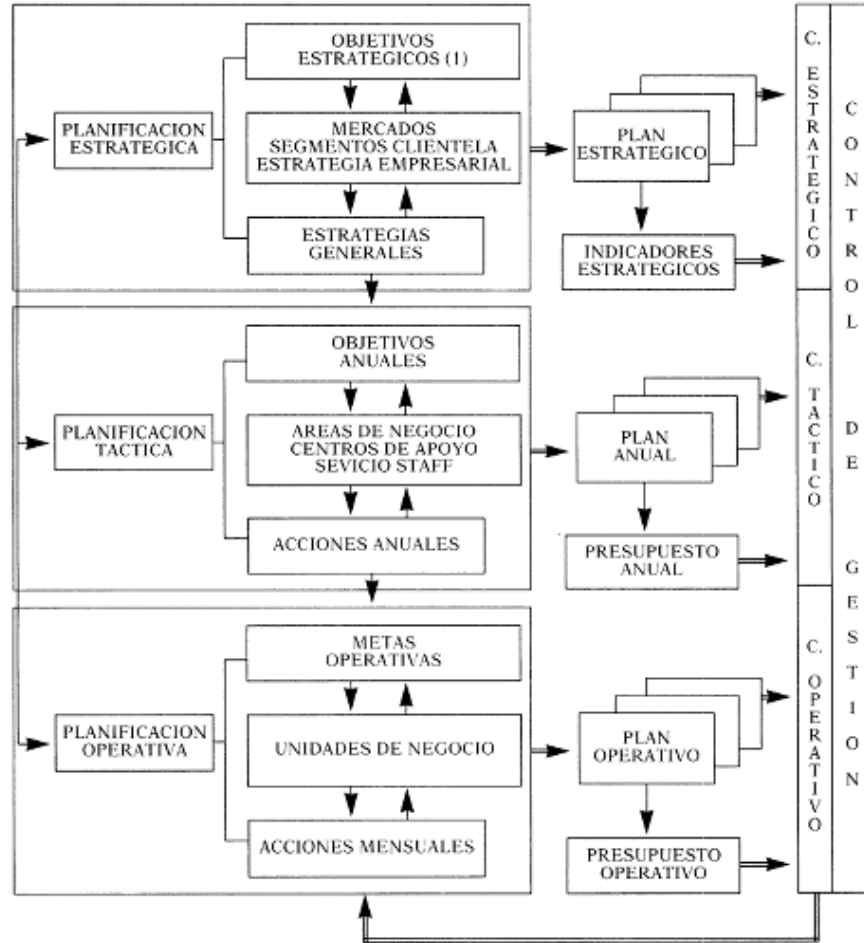 OBJETIVOS
ESTRATEGICOS (1)
PLANIFICACION
ESTRATEGICA
MERCADOS
SEGMENTOS CLIENTELA
ESTRATEGIA EMPRESARIAL
ESTRATEGIAS
GENERALES
PLAN
ESTRATEGICO
INDICADORES
ESTRATEGICOS
C. ESTRATEGICO
OBJETIVOS
ANUALES
PLANIFICACION
TACTICA
AREAS DE NEGOCIO
CENTROS DE APOYO
SEVICIO STAFF
ACCIONES ANUALES
PLAN
ANUAL
PRESUPUESTO
ANUAL
C. TACTICO
METAS
OPERATIVAS
PLANIFICACION
OPERATIVA
UNIDADES DE NEGOCIO
ACCIONES MENSUALES
PLAN
OPERATIVO
PRESUPUESTO
OPERATIVO
C. OPERATIVO
CONTROL DE GESTION